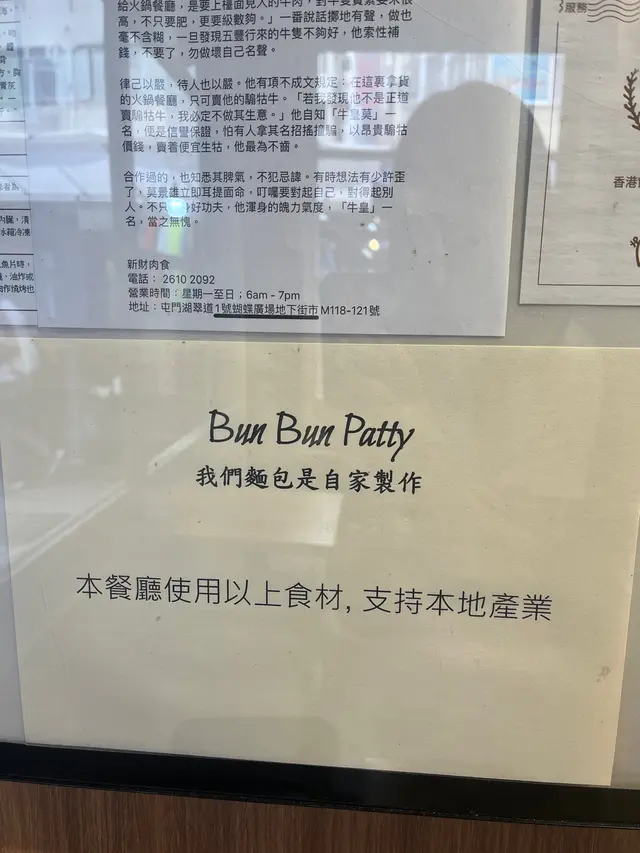 給火鍋餐廳，是要上檯面見人的牛肉，對牛隻質素要求很
高，不只要肥，更要級數夠。」一番說話擲地有聲，做也
毫不含糊，一旦發現五豐行來的牛隻不夠好，他索性補
錢，不要了，勿做壞自己名聲。
律己以嚴，待人也以嚴。他有項不成文規定：在這裏拿貨
的火鍋餐廳，只可賣他的騸牯牛。「若我發現他不是正道
賣騸牯牛，我必定不做其生意。」他自知「牛皇莫」一
名，便是信譽保證，怕有人拿其名招搖撞騙，以昂貴騸牯
價錢，賣着便宜生牯，他最為不齒。
合作過的，也知悉其脾氣，不犯忌諱。有時想法有少許歪
了，莫景雄立即耳提面命，叮囑要對起自己，對得起別
人。不只 好功夫，他渾身的魄力氣度，「牛皇」一
名，當之無愧。
新財肉食
電話： 2610 2092
營業時間：星期一至日；6am - 7pm
地址：屯門湖翠道1號蝴蝶廣場地下街市 M118-121號
服務
香港
Bun Bun Patty
我們麵包是自家製作
本餐廳使用以上食材, 支持本地產業